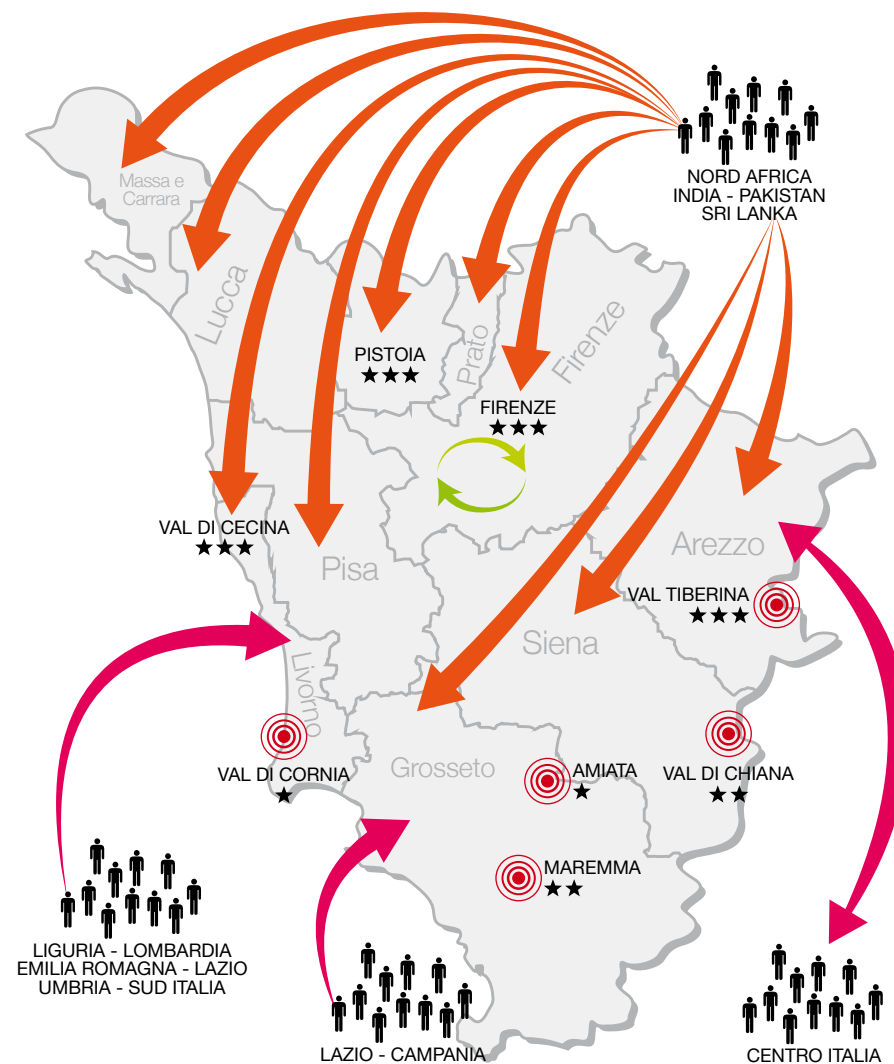 NORD AFRICA
INDIA - PAKISTAN
SRI LANKA
Massa e
Carrara
Lucca
PISTOIA
★★★
Prato
Firenze
FIRENZE
★★★
VAL DI CECINA
★★★
Pisa
Arezzo
VAL TIBERINA
★★★
Siena
Livorno
VAL DI CORNIA
★
Grosseto
AMIATA
★
VAL DI CHIANA
★★
MAREMMA
★★
LIGURIA - LOMBARDIA
EMILIA ROMAGNA - LAZIO
UMBRIA - SUD ITALIA
LAZIO - CAMPANIA
CENTRO ITALIA